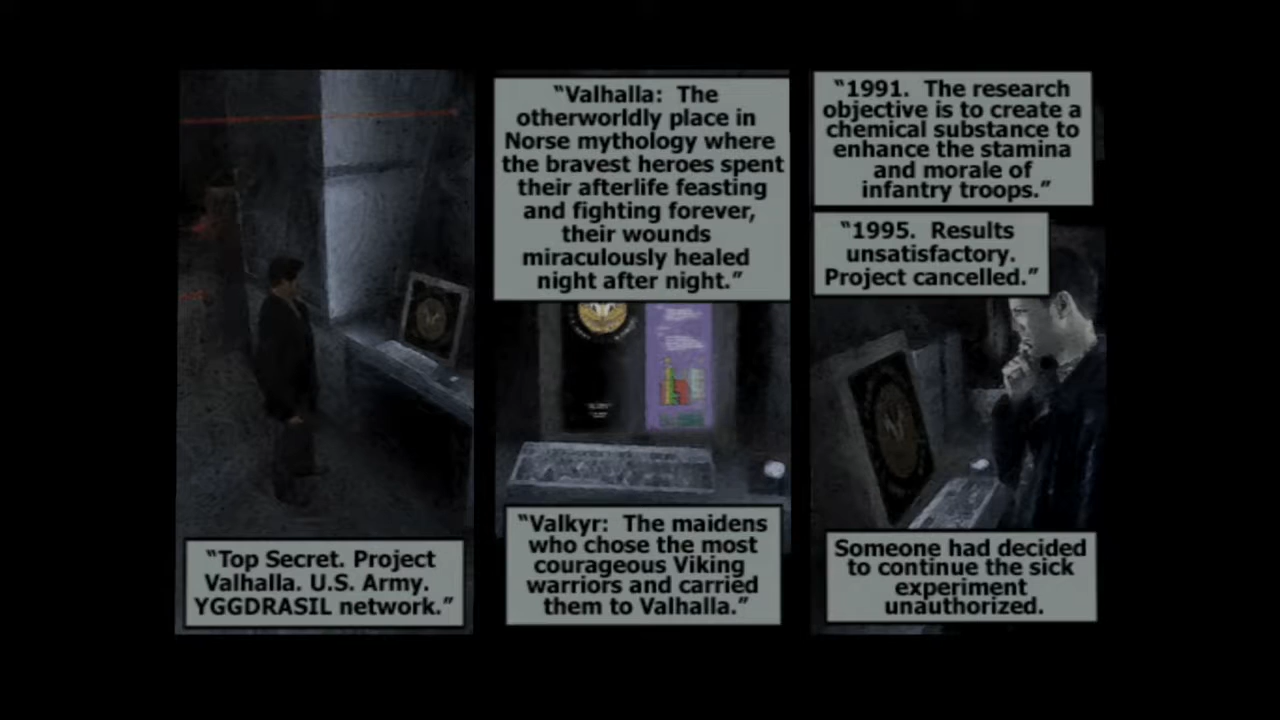 "Top Secret. Project
Valhalla. U.S. Army.
YGGDRASIL network."
"Valhalla: The
otherworldly place in
Norse mythology where
the bravest heroes spent
their afterlife feasting
and fighting forever,
their wounds
miraculously healed
night after night."
"Valkyr: The maidens
who chose the most
courageous Viking
warriors and carried
them to Valhalla."
"1991. The research
objective is to create a
chemical substance to
enhance the stamina
and morale of
infantry troops."
"1995. Results
unsatisfactory.
Project cancelled."
Someone had decided
to continue the sick
experiment
unauthorized.